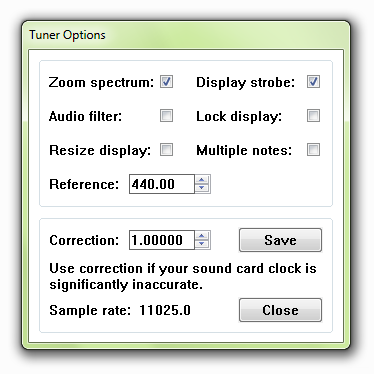 Tuner Options
Zoom spectrum: Display strobe:
Audio filter: Lock display:
Resize display: Multiple notes:
Reference: 440.00
Correction: 1.00000 Save
Use correction if your sound card clock is
significantly inaccurate.
Sample rate: 11025.0 Close